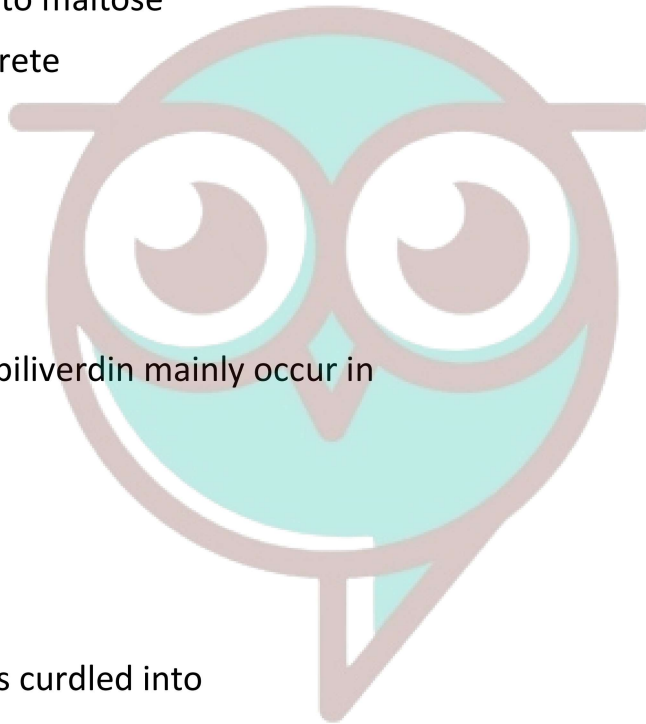 to maltose
rete
biliverdin mainly occur in
s curdled into